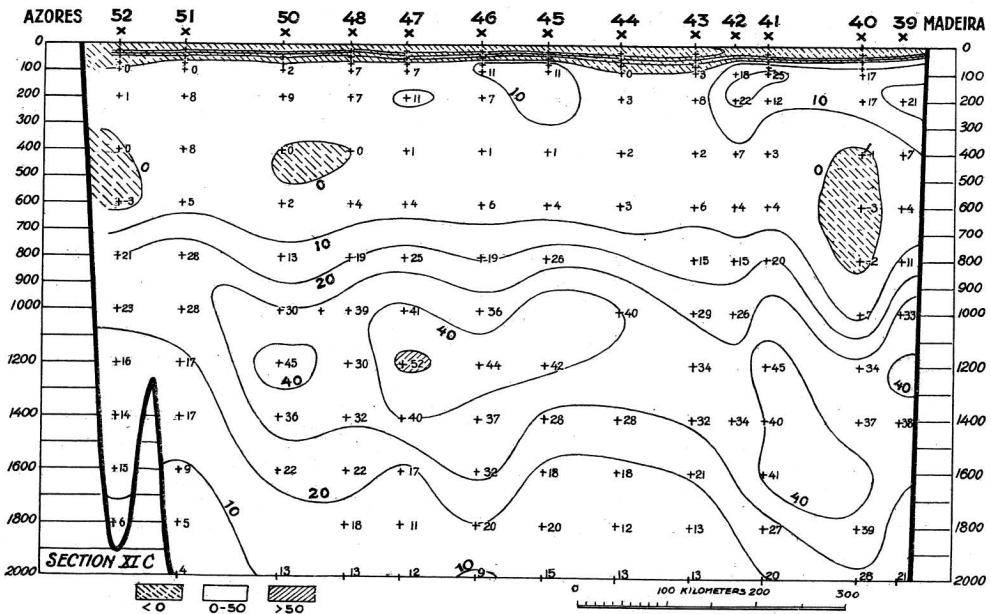 AZORES 52 51 50 48 47 46 45 44 43 42 41 40 39 MADEIRA
× × × × × × × × × × × × ×
0 0
100 +0 +0 +2 +7 +7 +11 +11 +0 +3 +18 +25 +17 100
200 +1 +8 +9 +7 +11 +7 10 +3 +8 +22 +12 10 +17 +21 200
300 300
400 +0 +8 +0 +0 +1 +1 +1 +2 +2 +7 +3 +-1 +7 400
500 0 0 0 500
600 +-3 +5 +2 +4 +4 +6 +4 +3 +6 +4 +4 +-3 +4 600
700 10 700
800 +21 +28 +13 +19 +25 +19 +26 +15 +15 +20 +-2 +11 800
900 20 900
1000 +23 +28 +30 + +39 +41 +36 +40 +29 +26 +7 +33 1000
40
1200 +16 +17 +45 +30 +52 +44 +42 +34 +45 +34 1200
40 40
1400 +14 +17 +36 +32 +40 +37 +28 +28 +32 +34 +40 +37 +38 1400
1600 +15 +9 +22 +22 +17 +32 +18 +18 +21 +41 1600
10 20 40
1800 +6 +5 +18 +11 +20 +20 +12 +13 +27 +39 1800
SECTION XI C
2000 4 13 13 12 10 9 15 13 13 20 28 21 2000
<0 0-50 >50
0 100 KILOMETERS 200 300